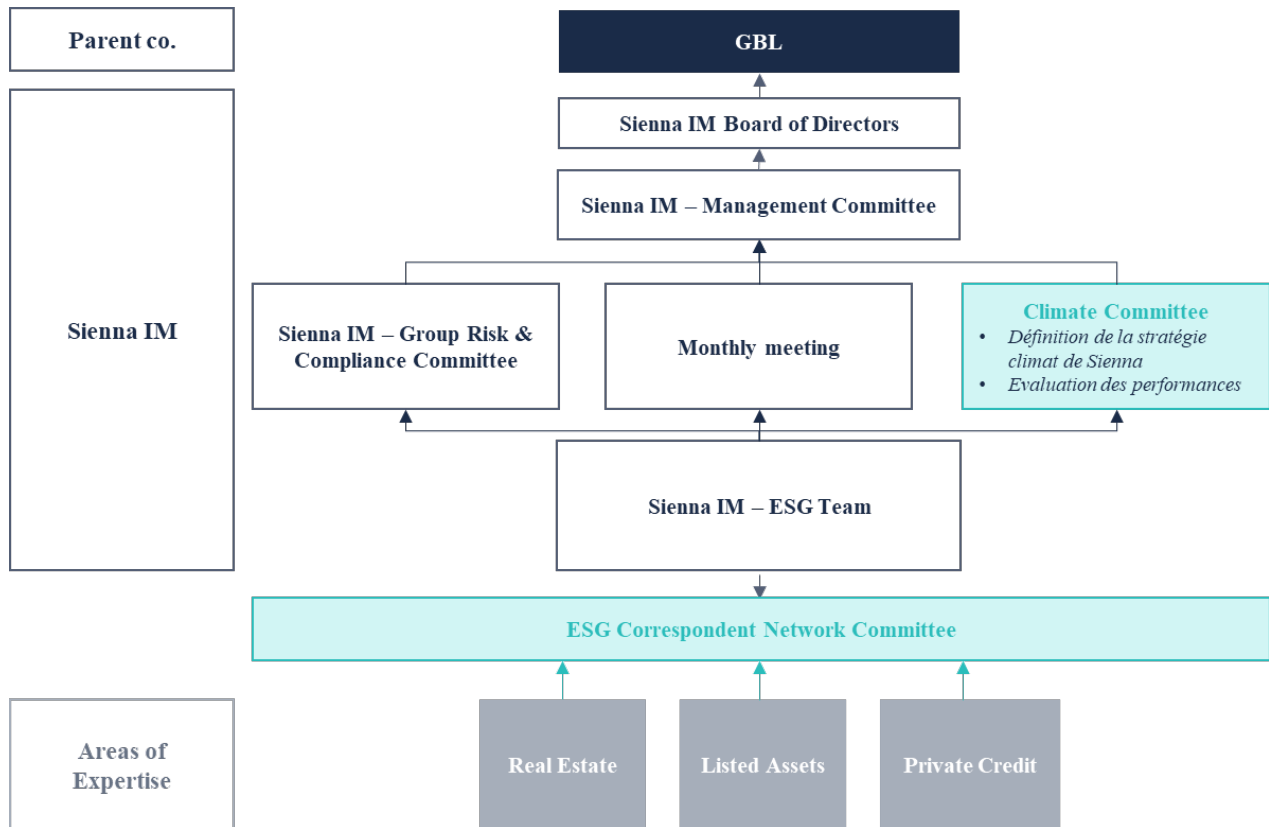 Parent co.
GBL
Sienna IM Board of Directors
Sienna IM – Management Committee
Sienna IM
Sienna IM – Group Risk &
Compliance Committee
Monthly meeting
Climate Committee
• Définition de la stratégie
climat de Sienna
• Evaluation des performances
Sienna IM – ESG Team
ESG Correspondent Network Committee
Areas of
Expertise
Real Estate
Listed Assets
Private Credit